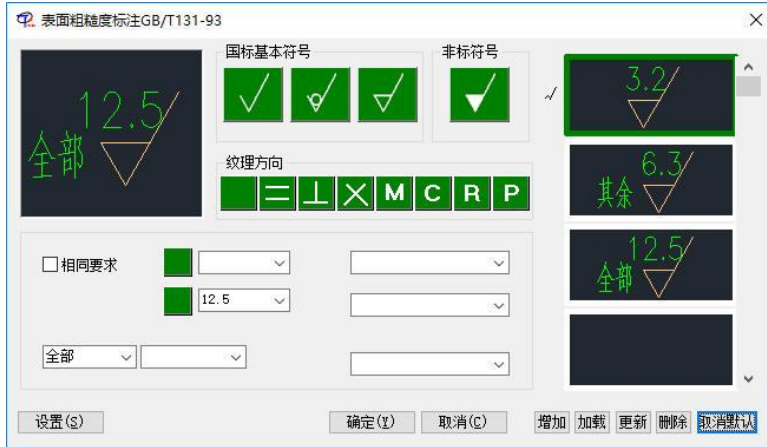 表面粗糙度标注GB/T131-93
国标基本符号
非标符号
12.5
全部
纹理方向
M C R P
3.2
6.3
其余
12.5
全部
相同要求
12.5
全部
设置(S)
确定(Y)
取消(C)
增加
加载
更新
删除
取消默认